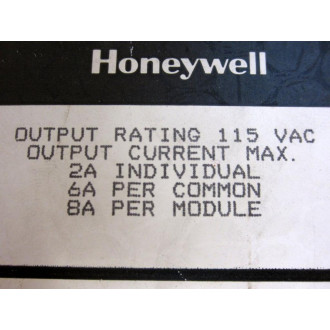 Honeywell
OUTPUT RATING 115 VAC
OUTPUT CURRENT MAX.
2A INDIVIDUAL
6A PER COMMON
8A PER MODULE